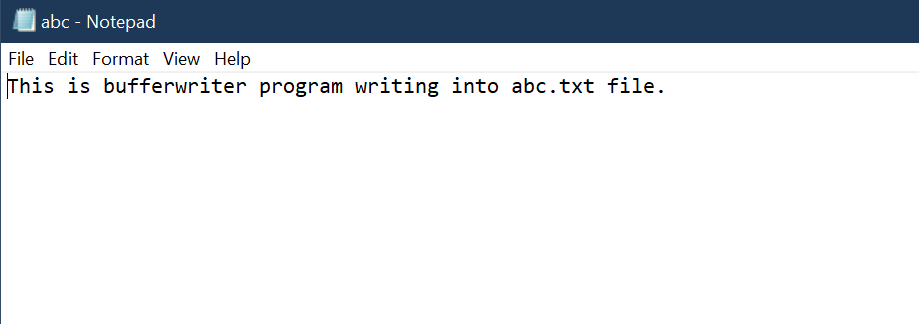 abc - Notepad
File Edit Format View Help
This is bufferwriter program writing into abc.txt file.